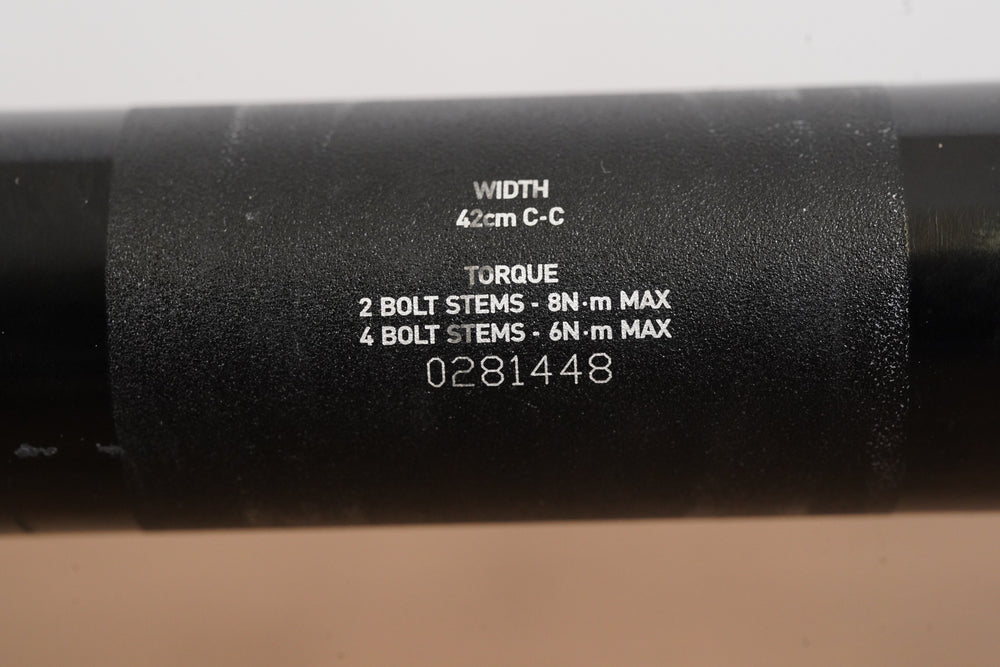 WIDTH
42cm C-C
TORQUE
2 BOLT STEMS - 8N·m MAX
4 BOLT STEMS - 6N·m MAX
0281448